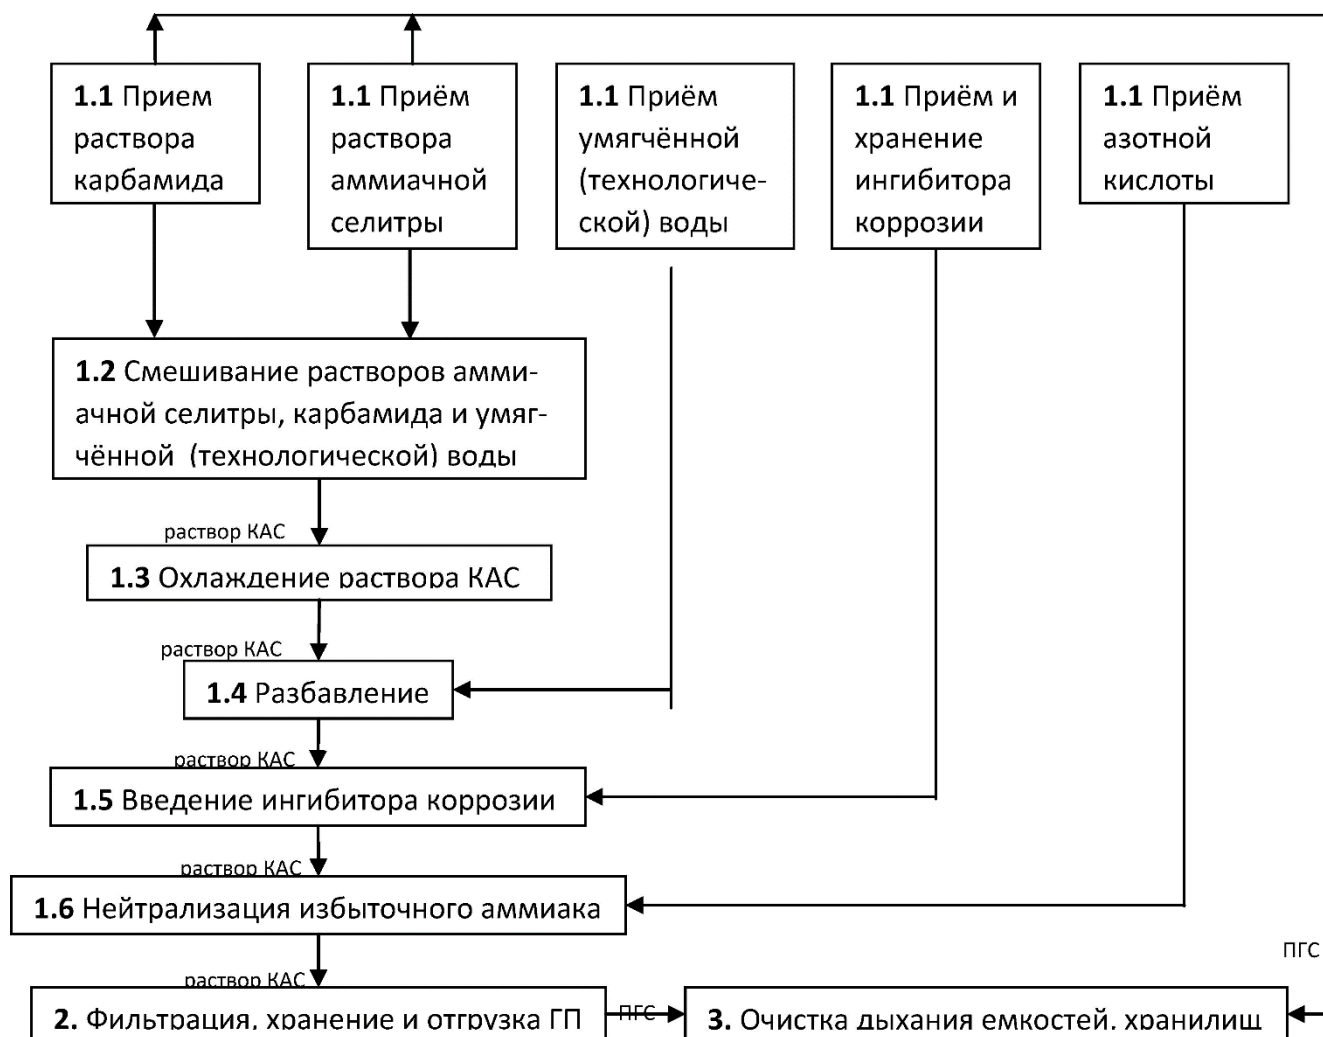 1.1 Прием
раствора
карбамида
1.1 Приём
раствора
аммиачной
селитры
1.1 Приём
умягчённой
(технологиче-
ской) воды
1.1 Приём и
хранение
ингибитора
коррозии
1.1 Приём
азотной
кислоты
1.2 Смешивание растворов амми-
ачной селитры, карбамида и умяг-
чённой (технологической) воды
раствор КАС
1.3 Охлаждение раствора КАС
раствор КАС
1.4 Разбавление
раствор КАС
1.5 Введение ингибитора коррозии
раствор КАС
1.6 Нейтрализация избыточного аммиака
ПГС
раствор КАС
2. Фильтрация, хранение и отгрузка ГП
ПГС
3. Очистка дыхания емкостей, хранилищ